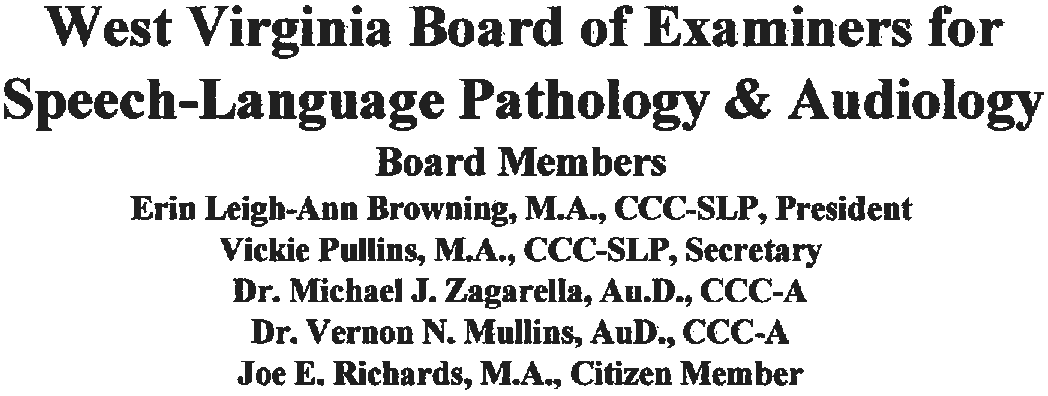 West Virginia Board of Examiners for
Speech-Language Pathology & Audiology
Board Members
Erin Leigh-Ann Browning, M.A., CCC-SLP, President
Vickie Pullins, M.A., CCC-SLP, Secretary
Dr. Michael J. Zagarella, Au.D., CCC-A
Dr. Vernon N. Mullins, AuD., CCC-A
Joe E. Richards, M.A., Citizen Member